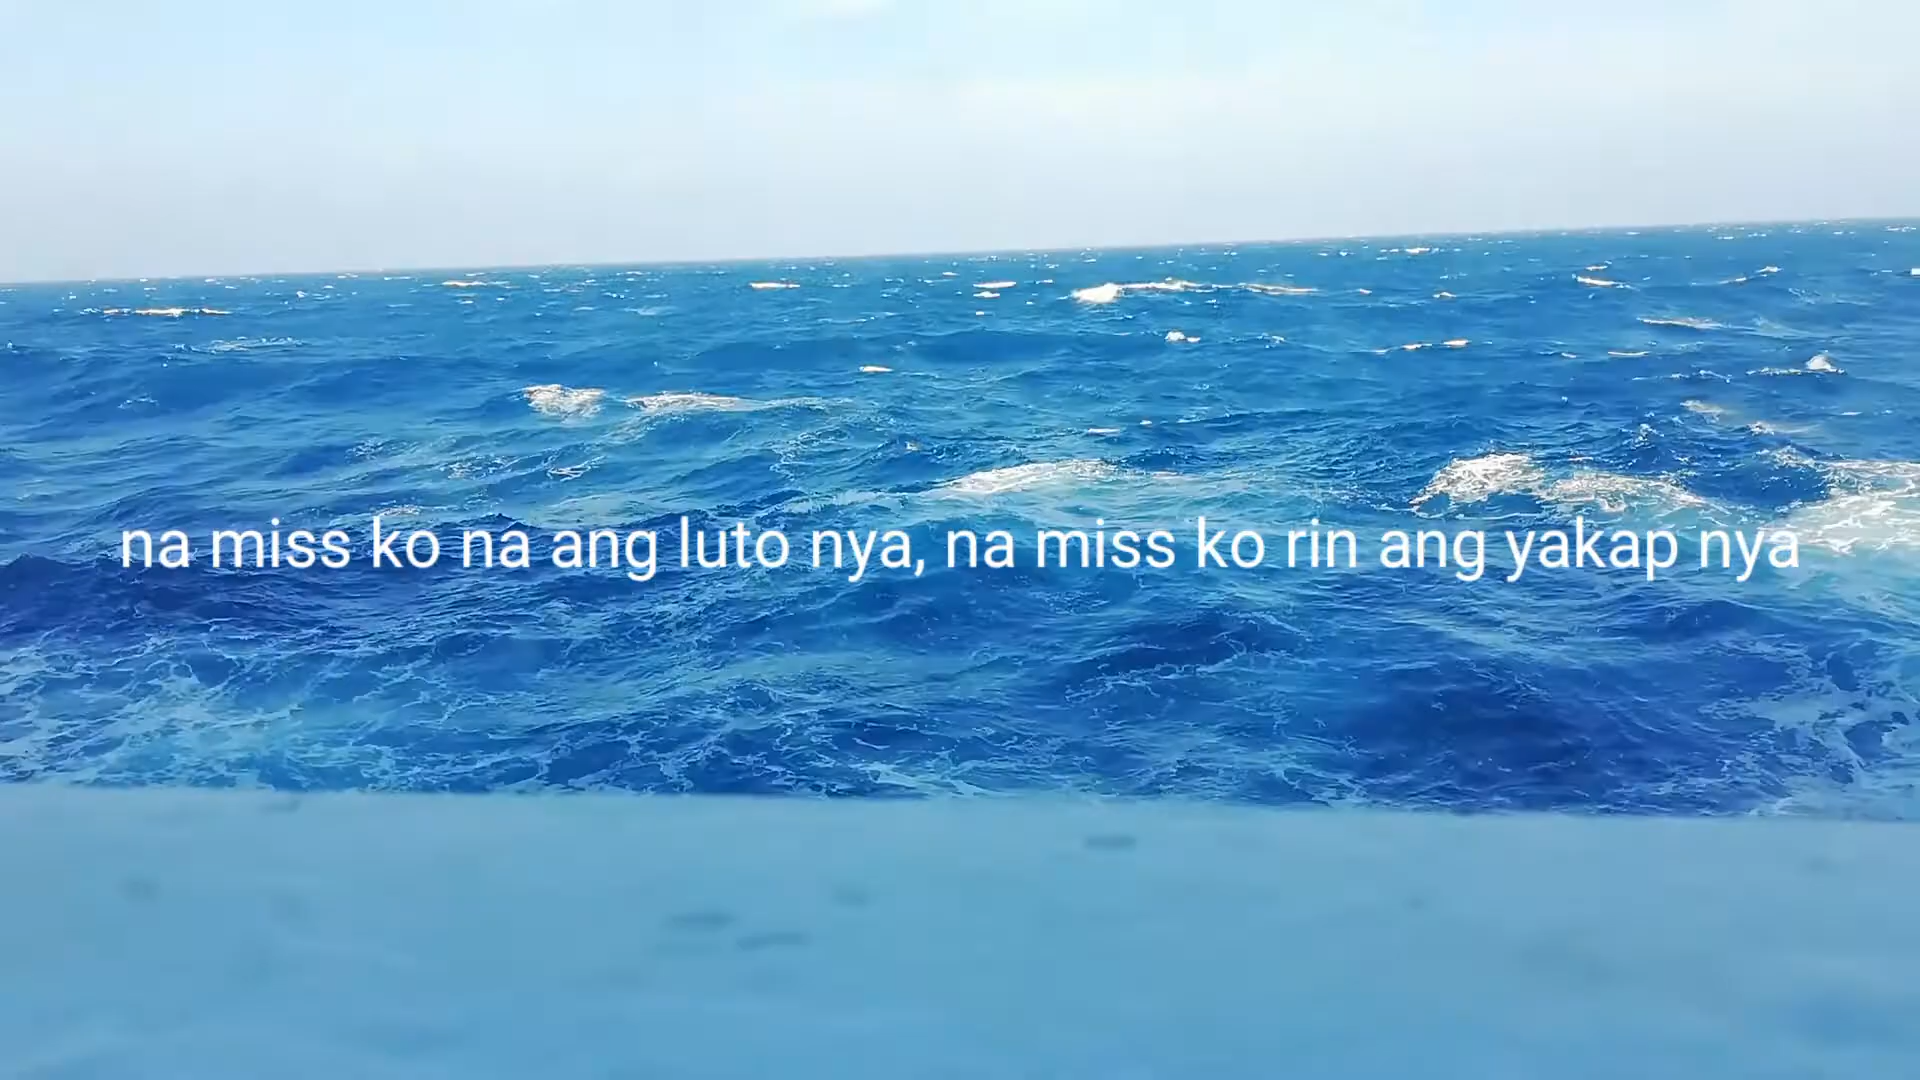 na miss ko na ang luto nya, na miss ko rin ang yakap nya